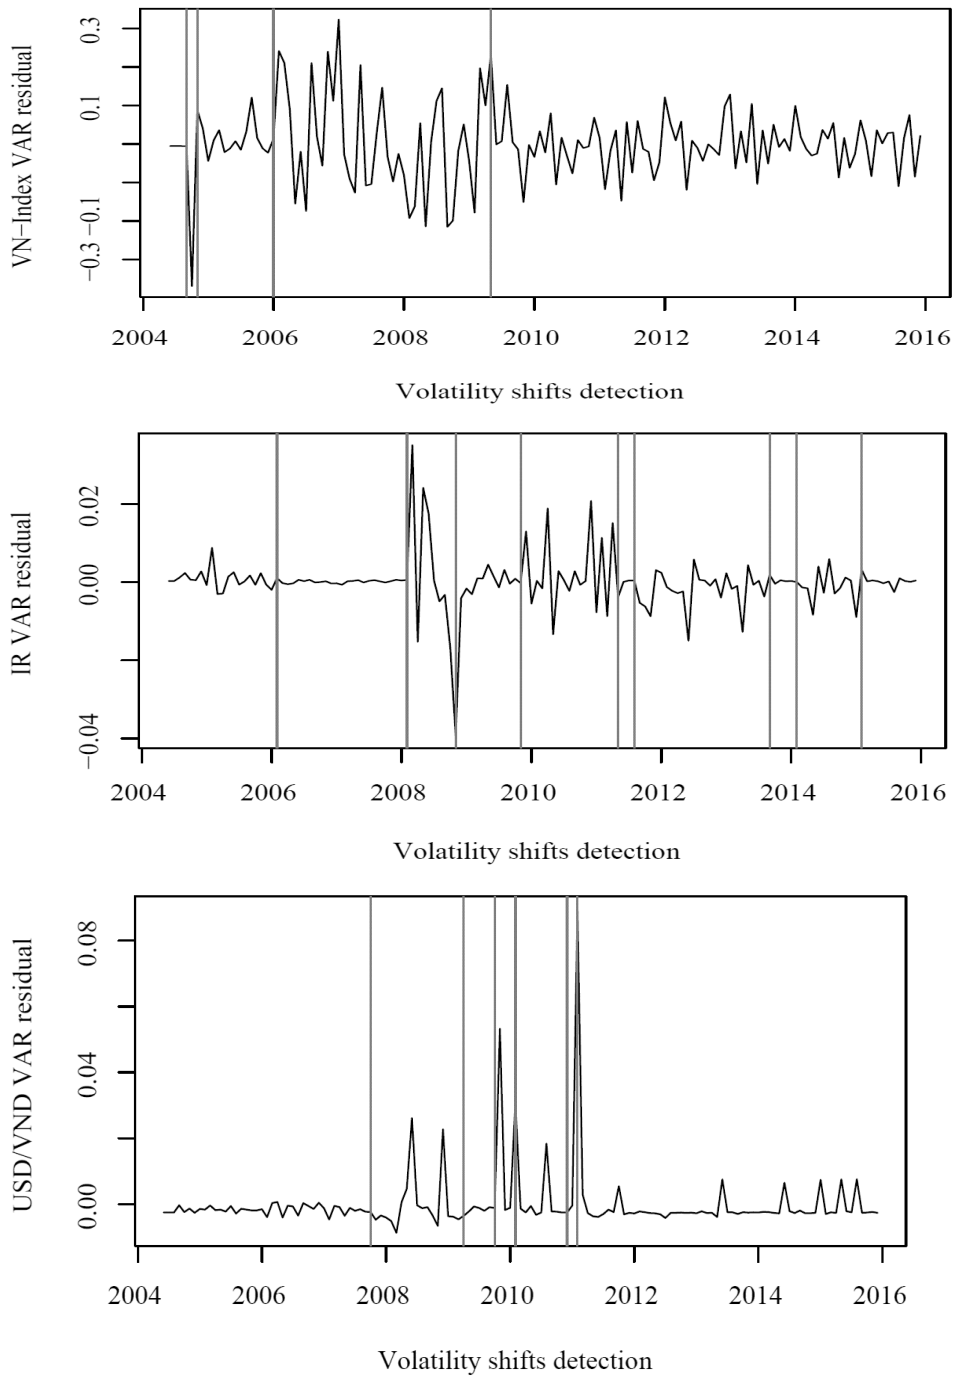 VN−Index VAR residual
0.3
0.1
−0.3 −0.1
2004 2006 2008 2010 2012 2014 2016
Volatility shifts detection
IR VAR residual
0.02
0.00
−0.04
2004 2006 2008 2010 2012 2014 2016
Volatility shifts detection
USD/VND VAR residual
0.08
0.04
0.00
2004 2006 2008 2010 2012 2014 2016
Volatility shifts detection